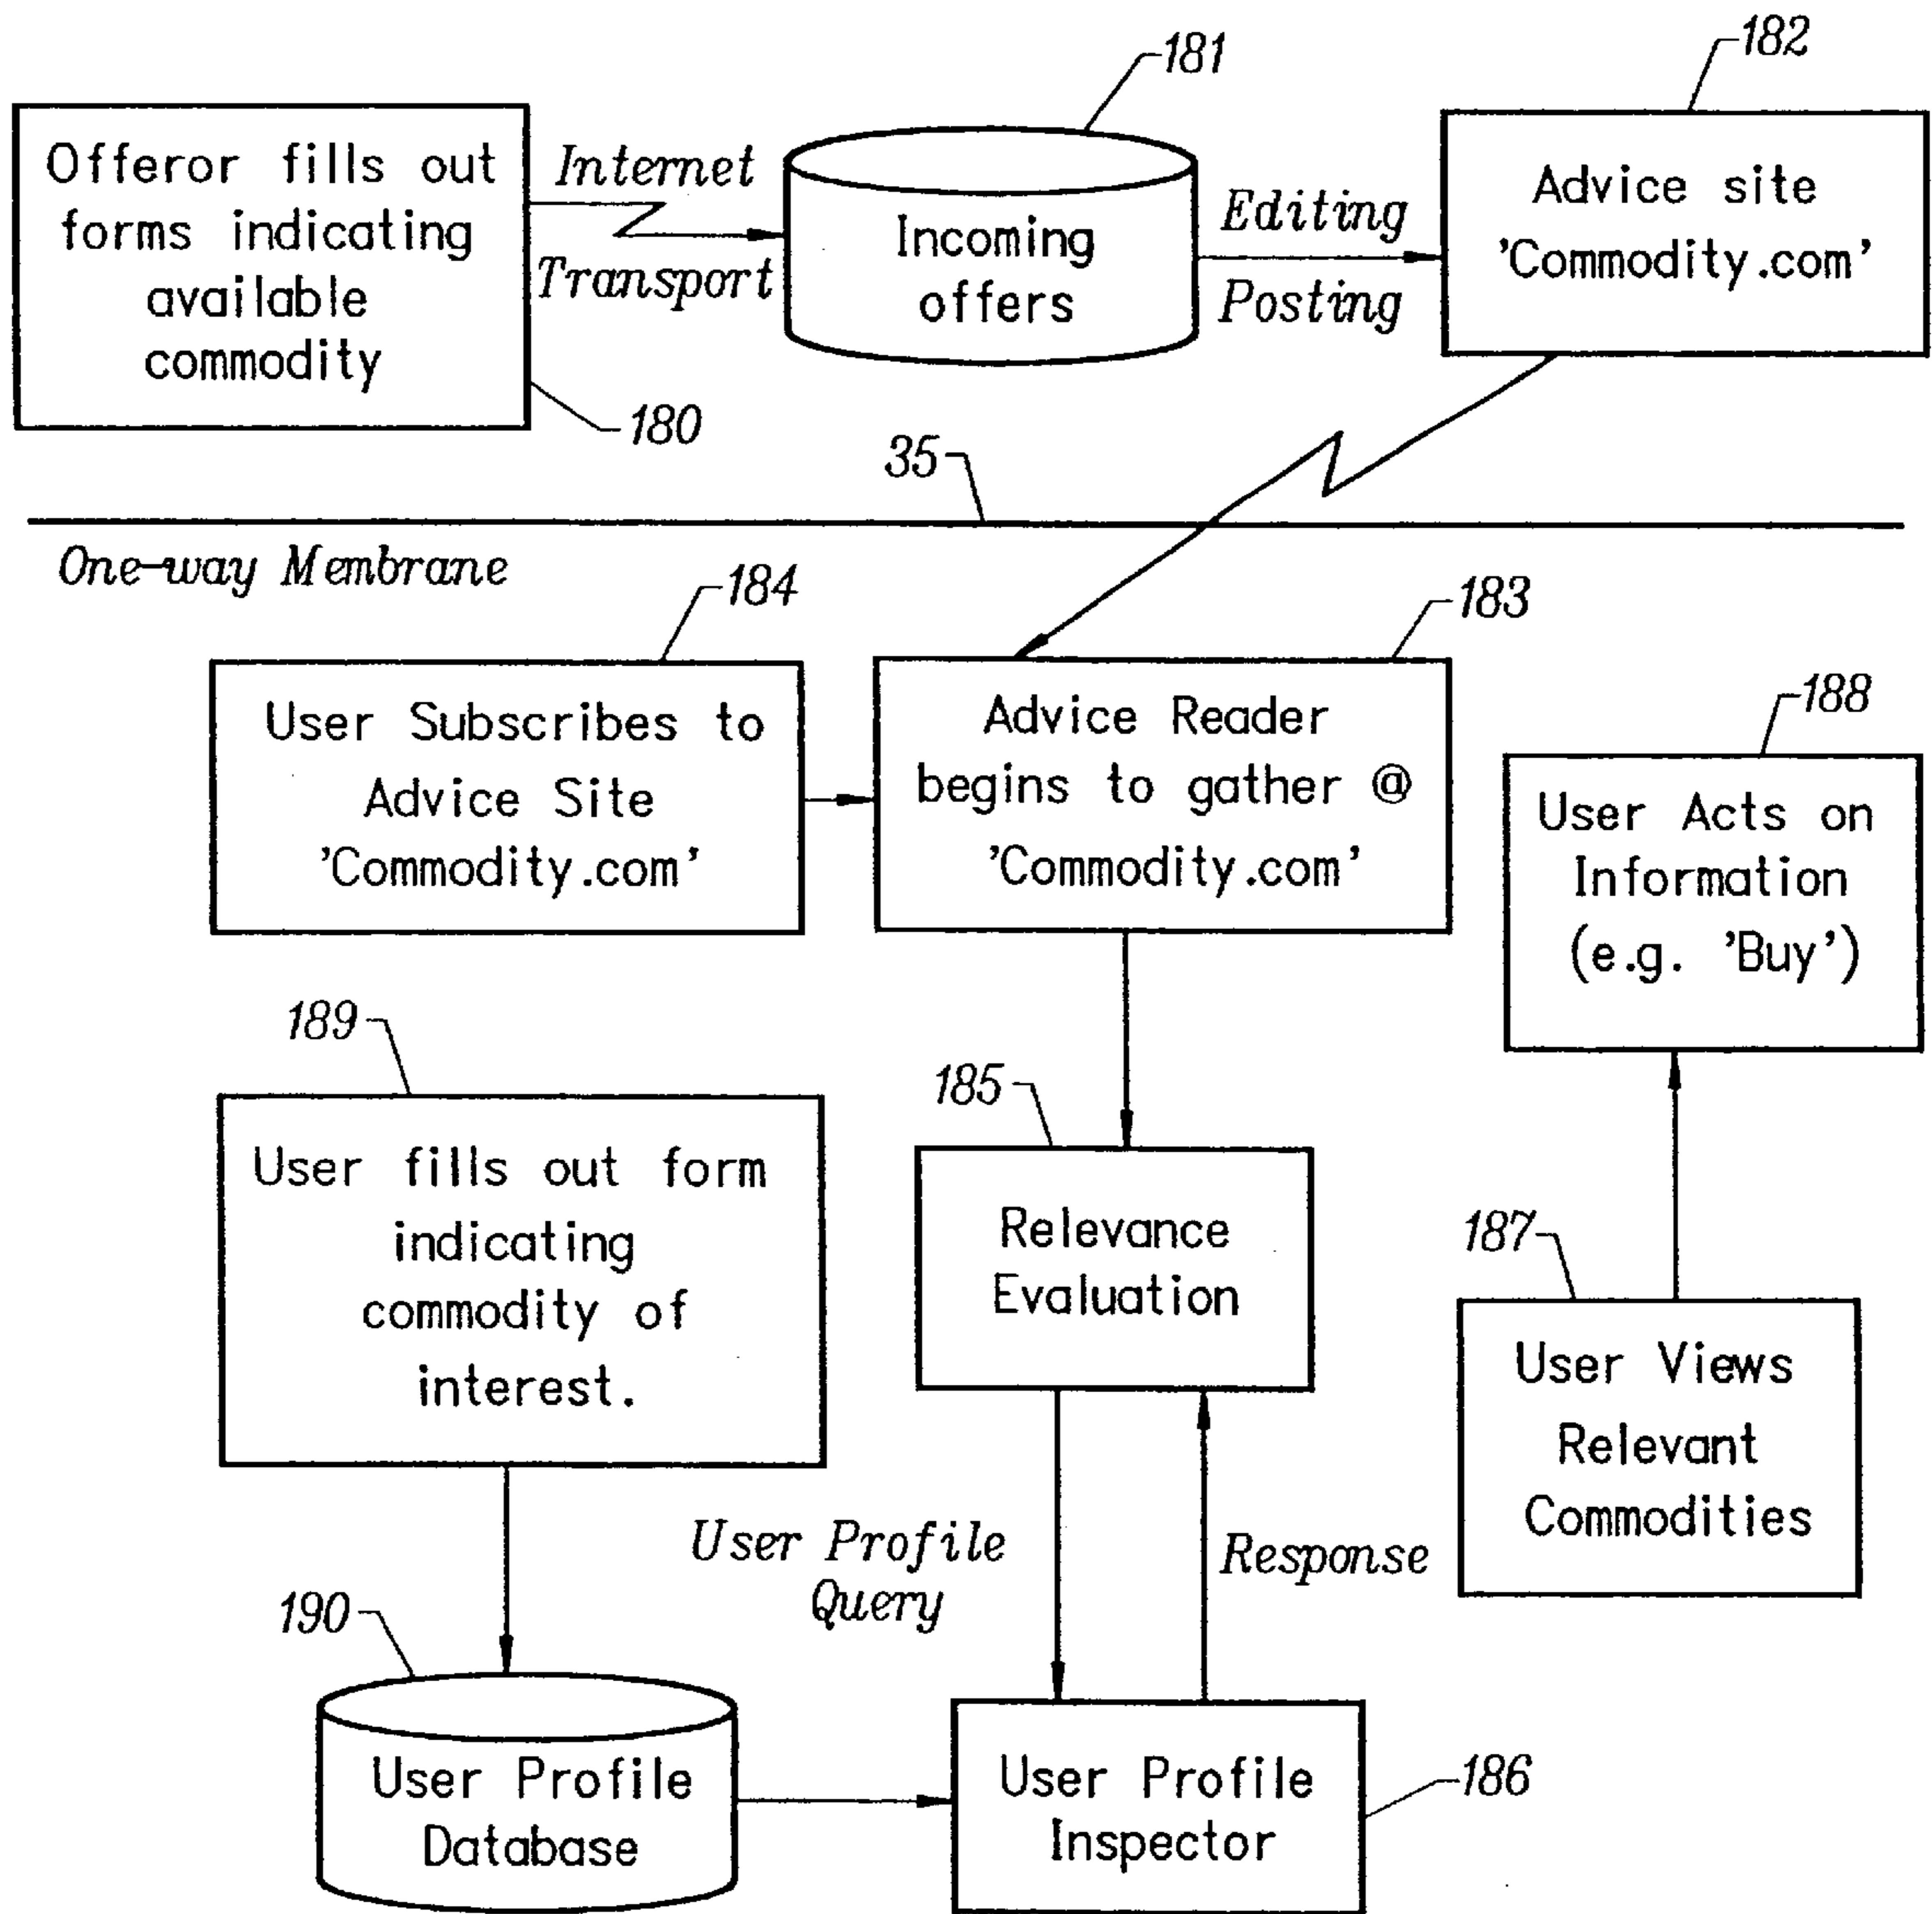 181
182
Offeror fills out
forms indicating
available
commodity
180
Internet
Transport
Incoming
offers
Editing
Posting
Advice site
'Commodity.com'
35
One-way Membrane
184
183
User Subscribes to
Advice Site
'Commodity.com'
Advice Reader
begins to gather @
'Commodity.com'
188
User Acts on
Information
(e.g. 'Buy')
189
185
User fills out form
indicating
commodity of
interest.
Relevance
Evaluation
187
User Views
Relevant
Commodities
User Profile
Query
Response
190
User Profile
Database
User Profile
Inspector
186